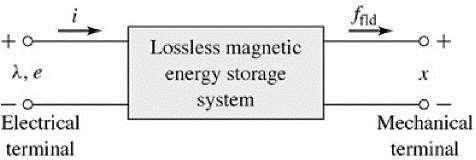 i
f_fld
+
+
Lossless magnetic
energy storage
system
λ, e
x
−
−
Electrical
terminal
Mechanical
terminal